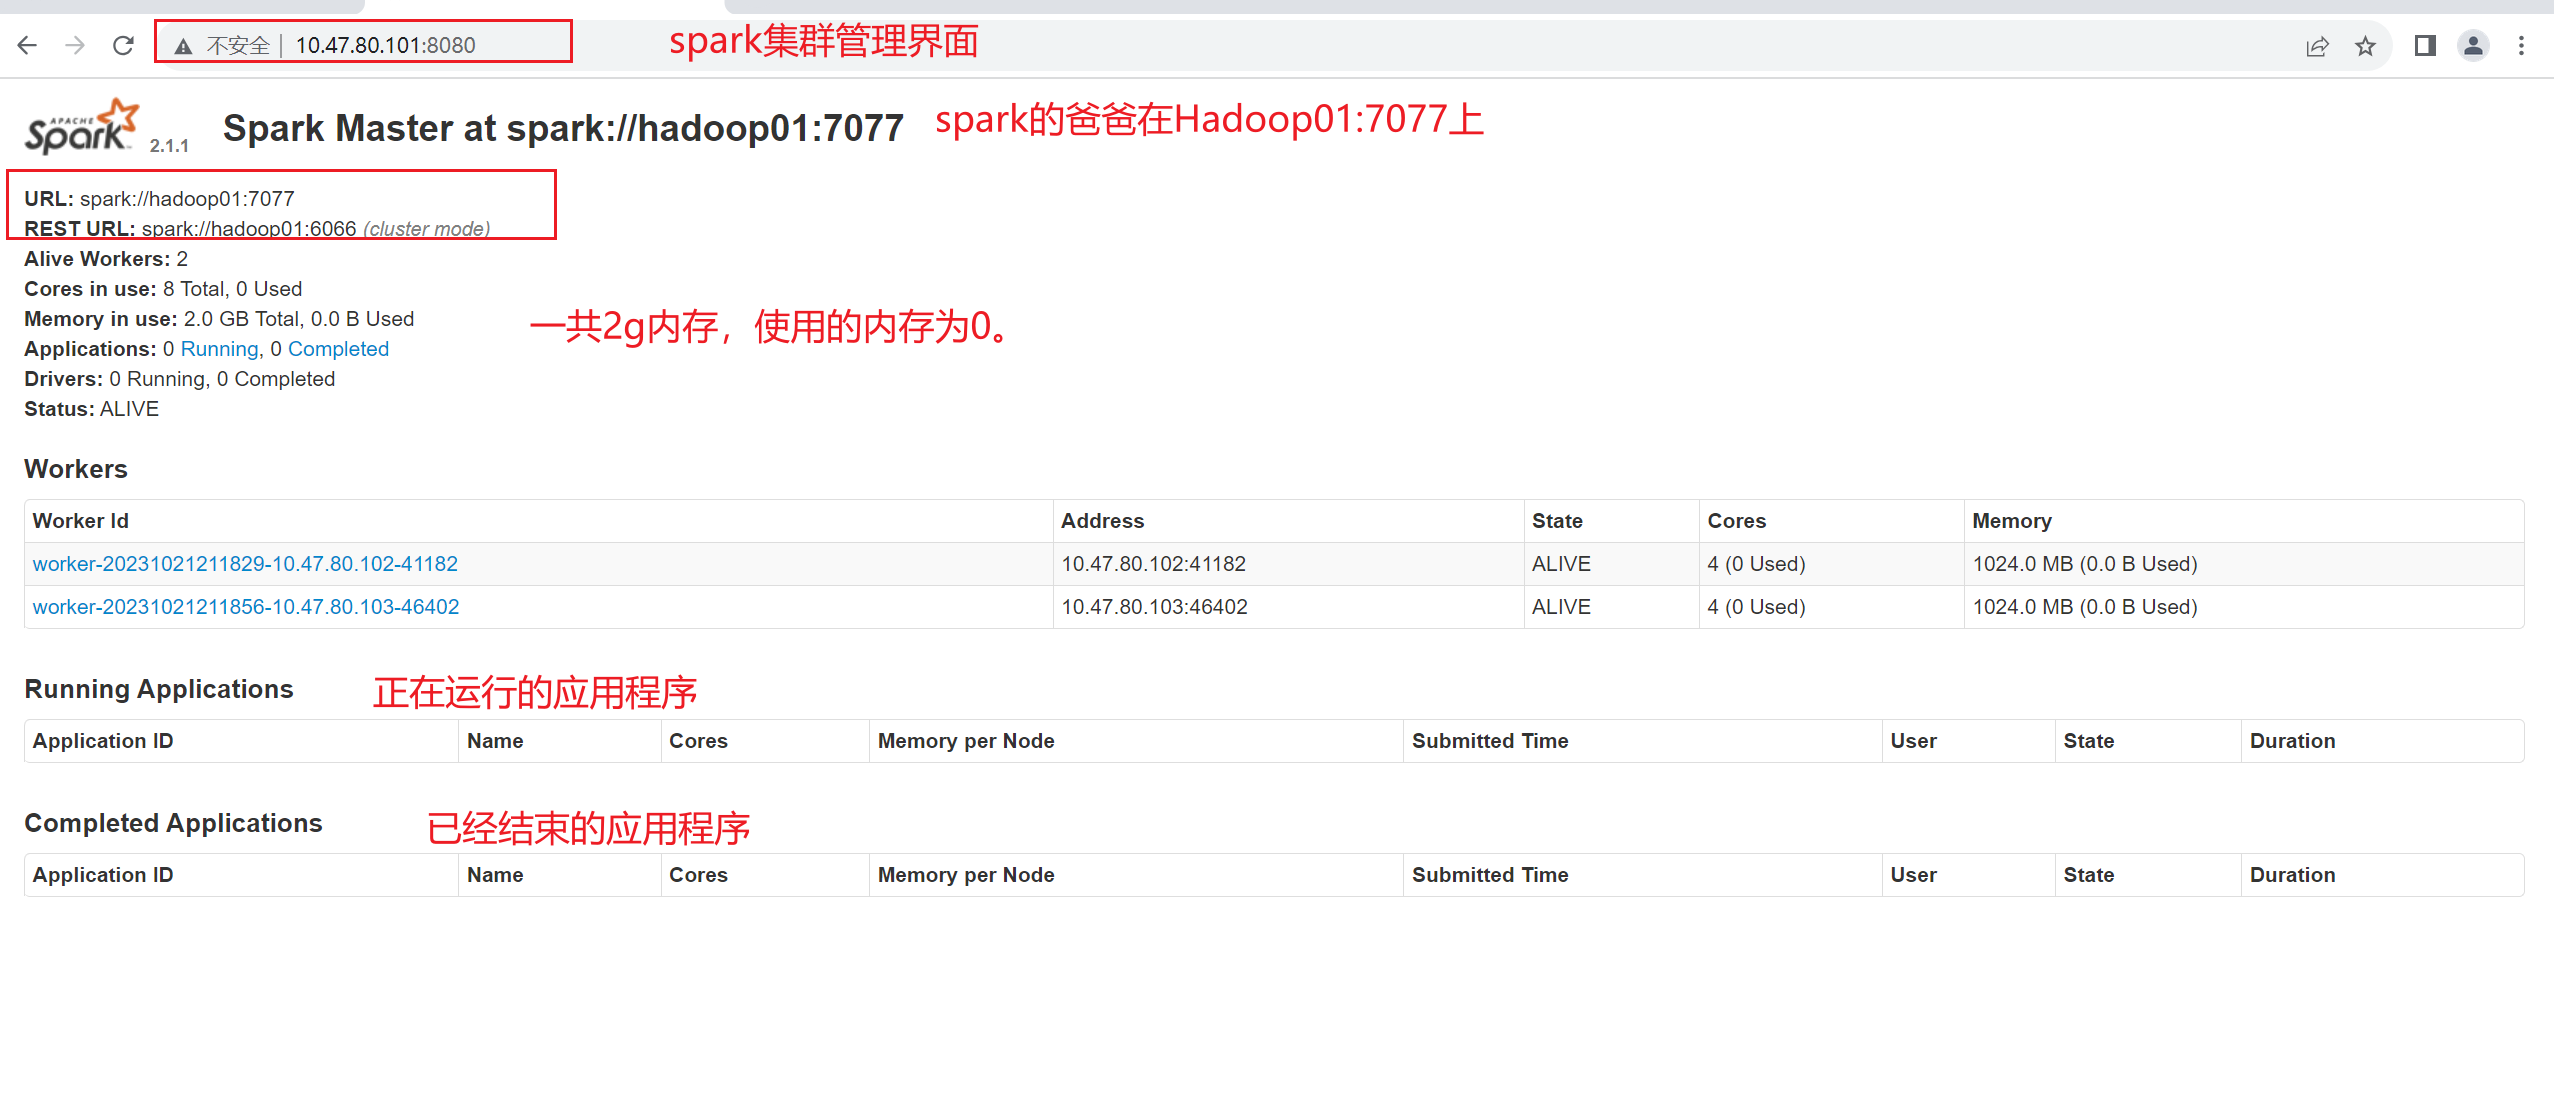 不安全 10.47.80.101:8080 spark集群管理界面
APACHE Spark 2.1.1 Spark Master at spark://hadoop01:7077 spark的爸爸在Hadoop01:7077上
URL: spark://hadoop01:7077
REST URL: spark://hadoop01:6066 (cluster mode)
Alive Workers: 2
Cores in use: 8 Total, 0 Used
Memory in use: 2.0 GB Total, 0.0 B Used 一共2g内存，使用的内存为0。
Applications: 0 Running, 0 Completed
Drivers: 0 Running, 0 Completed
Status: ALIVE
Workers
Worker Id Address State Cores Memory
worker-20231021211829-10.47.80.102-41182 10.47.80.102:41182 ALIVE 4 (0 Used) 1024.0 MB (0.0 B Used)
worker-20231021211856-10.47.80.103-46402 10.47.80.103:46402 ALIVE 4 (0 Used) 1024.0 MB (0.0 B Used)
Running Applications 正在运行的应用程序
Application ID Name Cores Memory per Node Submitted Time User State Duration
Completed Applications 已经结束的应用程序
Application ID Name Cores Memory per Node Submitted Time User State Duration